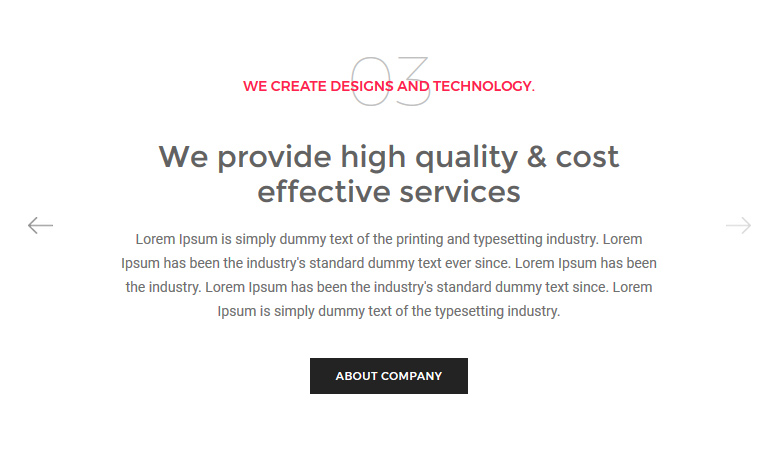 03
WE CREATE DESIGNS AND TECHNOLOGY.
We provide high quality & cost
effective services
Lorem Ipsum is simply dummy text of the printing and typesetting industry. Lorem
Ipsum has been the industry's standard dummy text ever since. Lorem Ipsum has been
the industry. Lorem Ipsum has been the industry's standard dummy text since. Lorem
Ipsum is simply dummy text of the typesetting industry.
ABOUT COMPANY